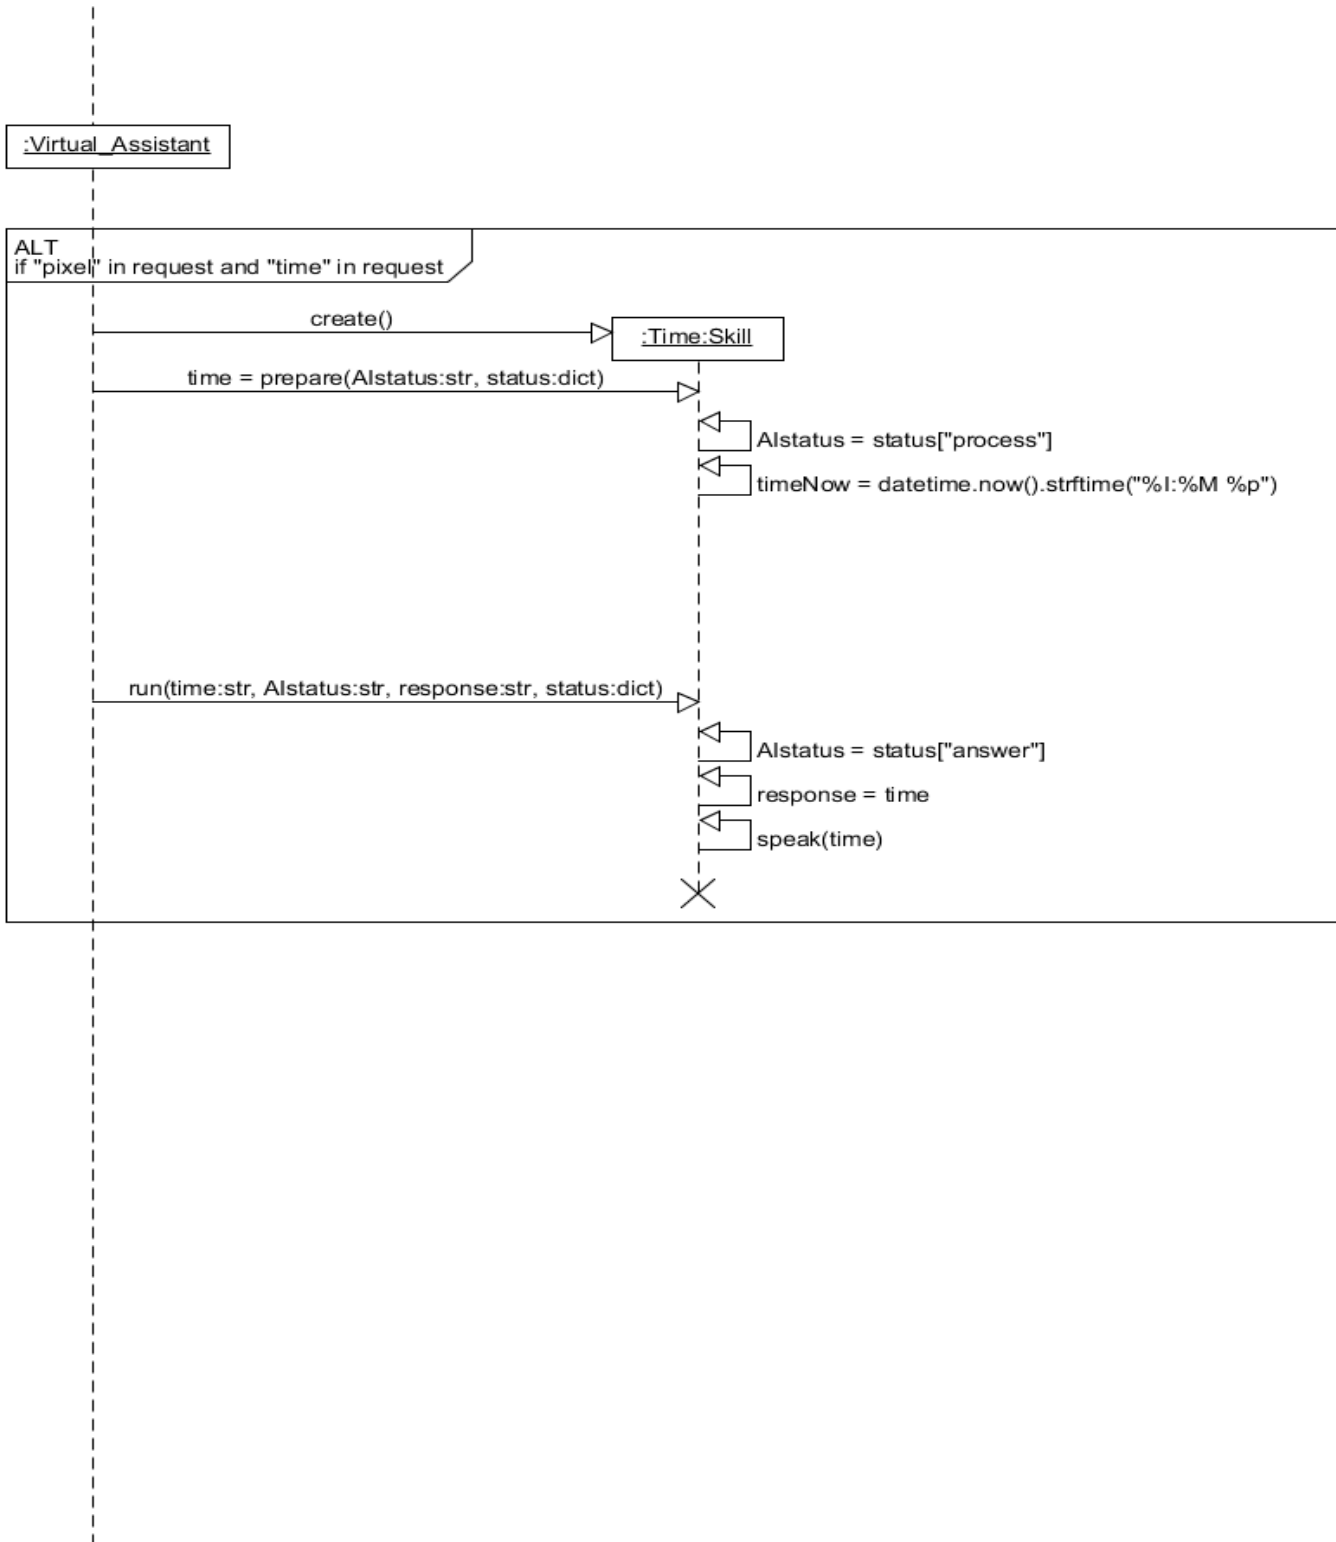 :Virtual_Assistant
ALT
if "pixel" in request and "time" in request
create()
:Time:Skill
time = prepare(AIstatus:str, status:dict)
AIstatus = status["process"]
timeNow = datetime.now().strftime("%I:%M %p")
run(time:str, AIstatus:str, response:str, status:dict)
AIstatus = status["answer"]
response = time
speak(time)